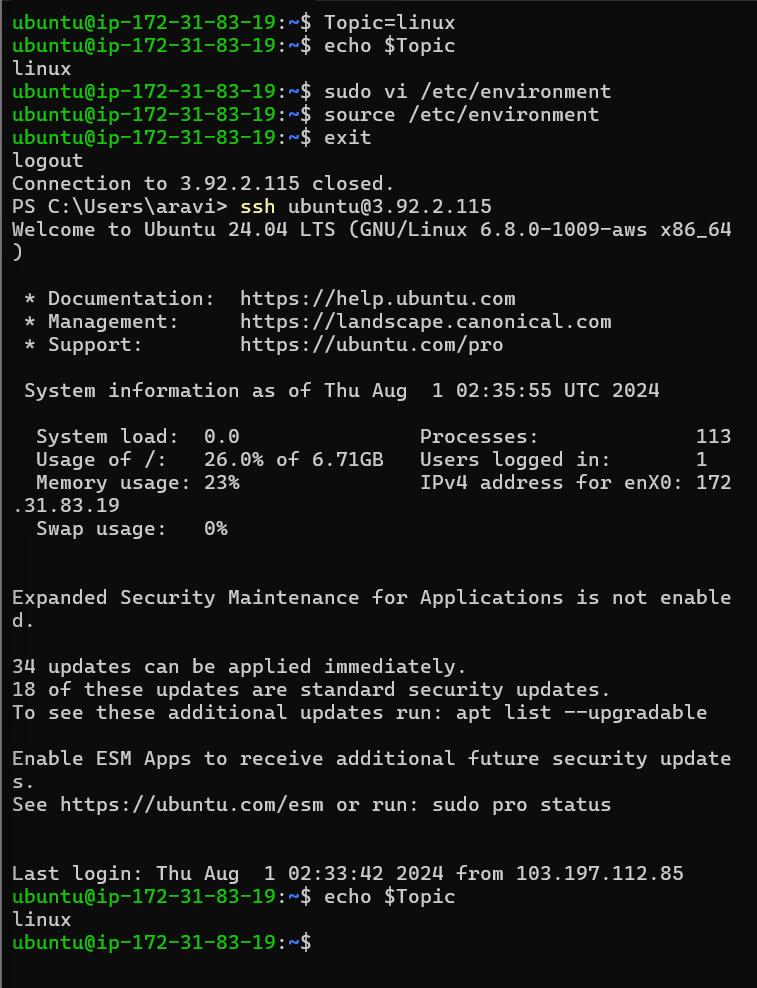 ubuntu@ip-172-31-83-19:~$ Topic=linux
ubuntu@ip-172-31-83-19:~$ echo $Topic
linux
ubuntu@ip-172-31-83-19:~$ sudo vi /etc/environment
ubuntu@ip-172-31-83-19:~$ source /etc/environment
ubuntu@ip-172-31-83-19:~$ exit
logout
Connection to 3.92.2.115 closed.
PS C:\Users\aravi> ssh ubuntu@3.92.2.115
Welcome to Ubuntu 24.04 LTS (GNU/Linux 6.8.0-1009-aws x86_64
)

 * Documentation:  https://help.ubuntu.com
 * Management:     https://landscape.canonical.com
 * Support:        https://ubuntu.com/pro

 System information as of Thu Aug  1 02:35:55 UTC 2024

  System load:  0.0               Processes:             113
  Usage of /:   26.0% of 6.71GB   Users logged in:       1
  Memory usage: 23%               IPv4 address for enX0: 172
.31.83.19
  Swap usage:   0%


Expanded Security Maintenance for Applications is not enable
d.

34 updates can be applied immediately.
18 of these updates are standard security updates.
To see these additional updates run: apt list --upgradable

Enable ESM Apps to receive additional future security update
s.
See https://ubuntu.com/esm or run: sudo pro status


Last login: Thu Aug  1 02:33:42 2024 from 103.197.112.85
ubuntu@ip-172-31-83-19:~$ echo $Topic
linux
ubuntu@ip-172-31-83-19:~$